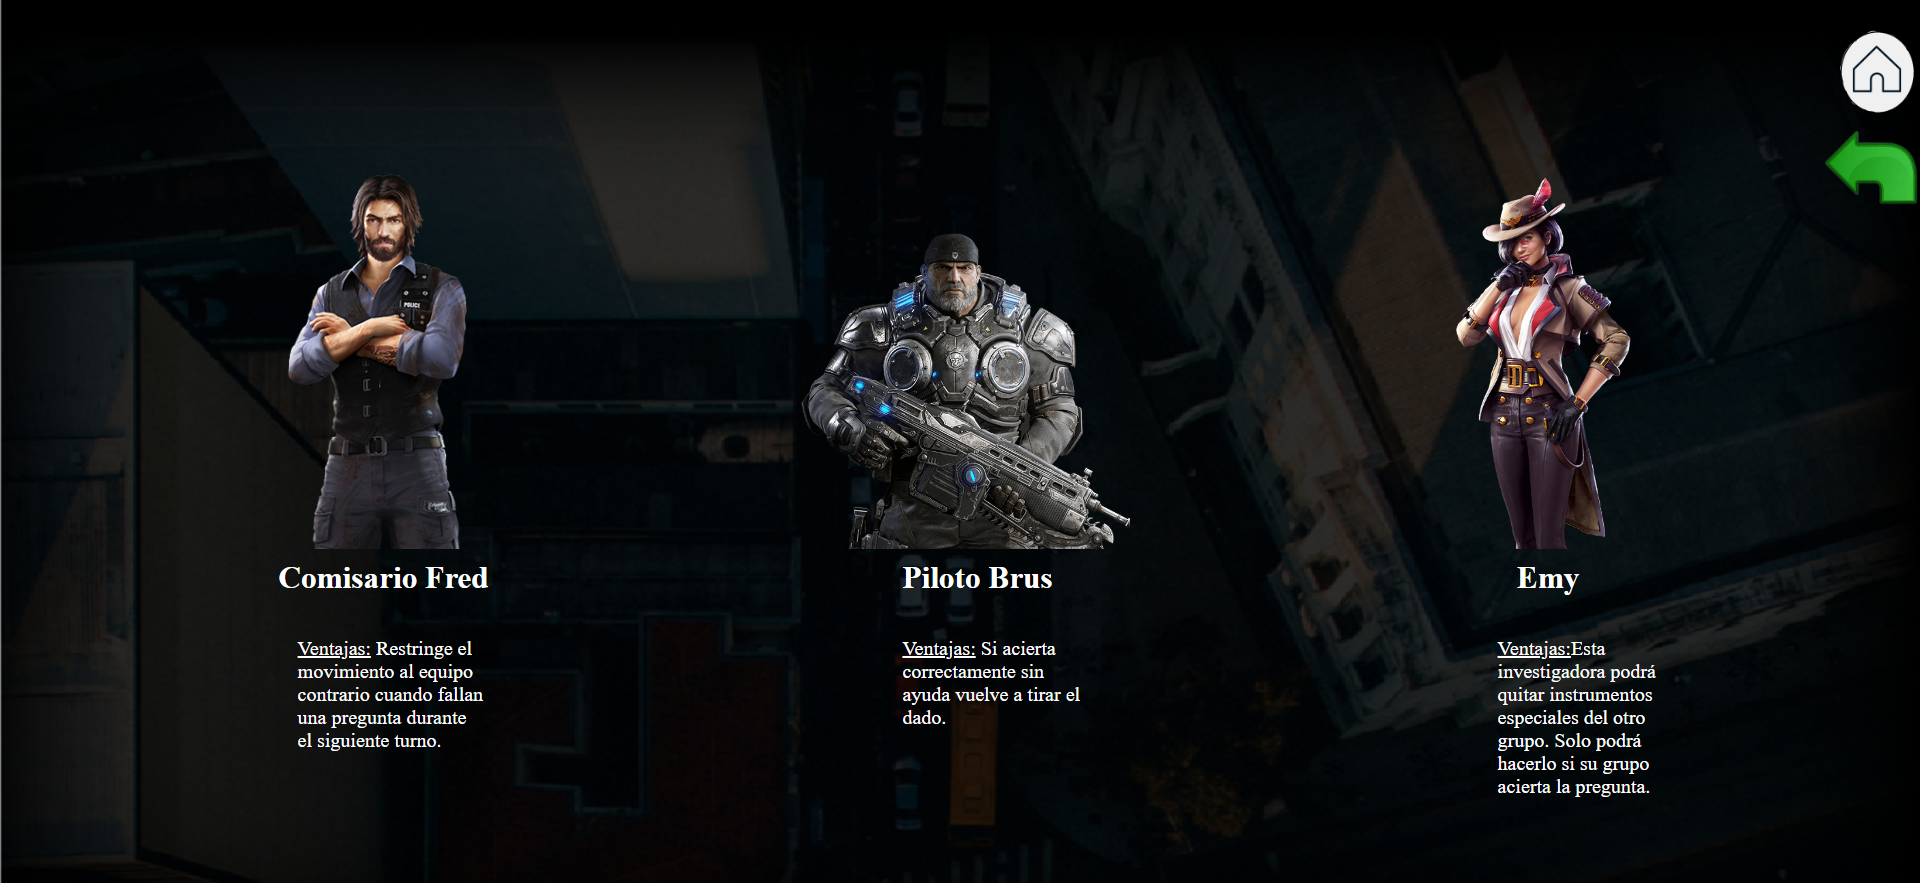 POLICE
Comisario Fred
Ventajas: Restringe el
movimiento al equipo
contrario cuando fallan
una pregunta durante
el siguiente turno.
Piloto Brus
Ventajas: Si acierta
correctamente sin
ayuda vuelve a tirar el
dado.
Emy
Ventajas:Esta
investigadora podrá
quitar instrumentos
especiales del otro
grupo. Solo podrá
hacerlo si su grupo
acierta la pregunta.